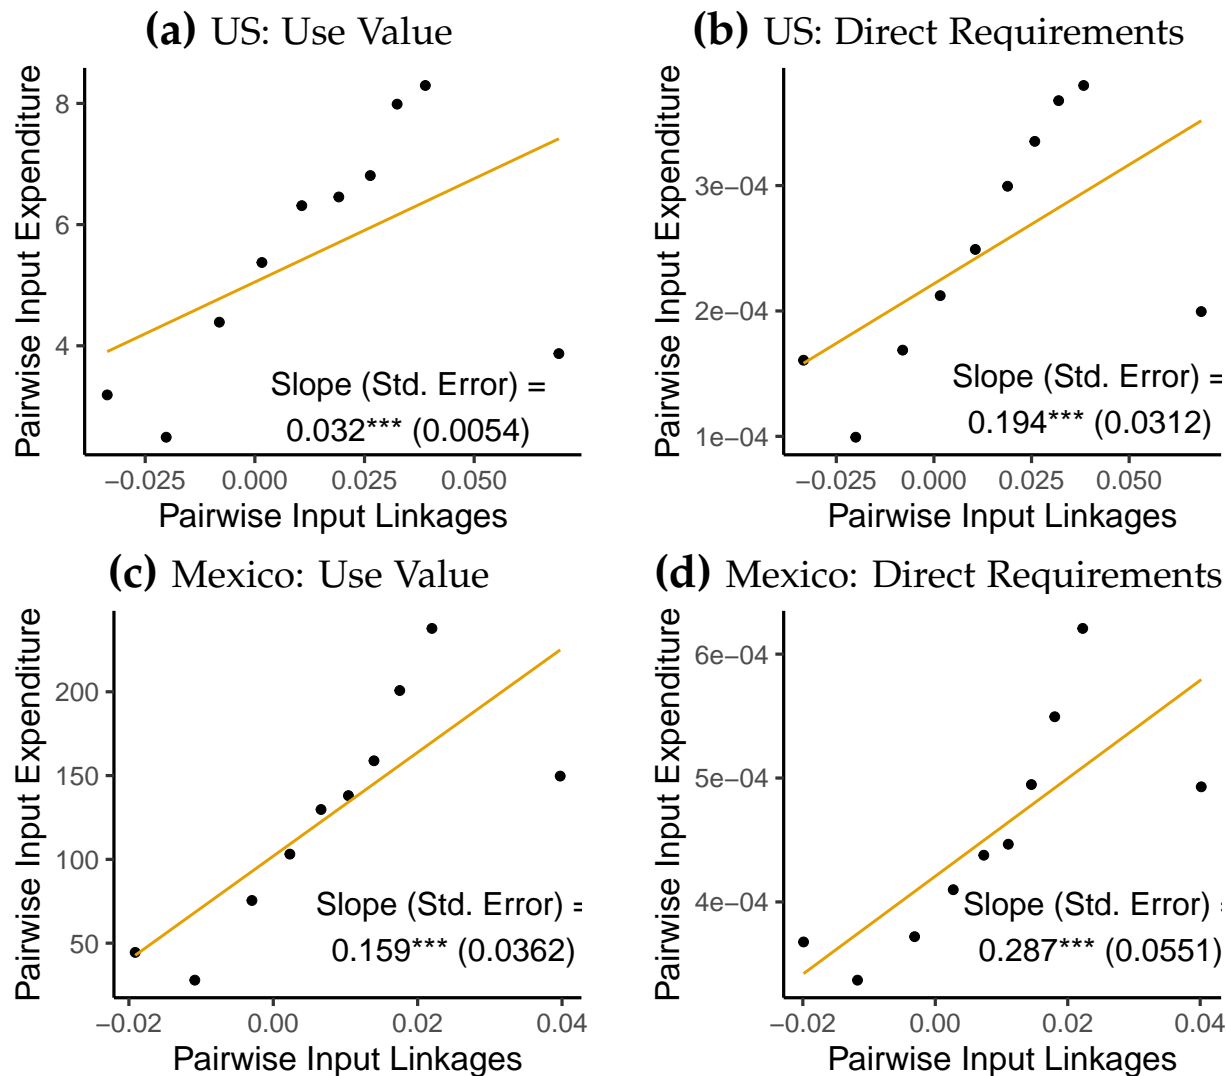 (a) US: Use Value
Pairwise Input Expenditure
8
6
4
Slope (Std. Error) =
0.032*** (0.0054)
−0.025 0.000 0.025 0.050
Pairwise Input Linkages
(b) US: Direct Requirements
Pairwise Input Expenditure
3e−04
2e−04
1e−04
Slope (Std. Error) =
0.194*** (0.0312)
−0.025 0.000 0.025 0.050
Pairwise Input Linkages
(c) Mexico: Use Value
Pairwise Input Expenditure
200
150
100
50
Slope (Std. Error) =
0.159*** (0.0362)
−0.02 0.00 0.02 0.04
Pairwise Input Linkages
(d) Mexico: Direct Requirements
Pairwise Input Expenditure
6e−04
5e−04
4e−04
Slope (Std. Error) =
0.287*** (0.0551)
−0.02 0.00 0.02 0.04
Pairwise Input Linkages